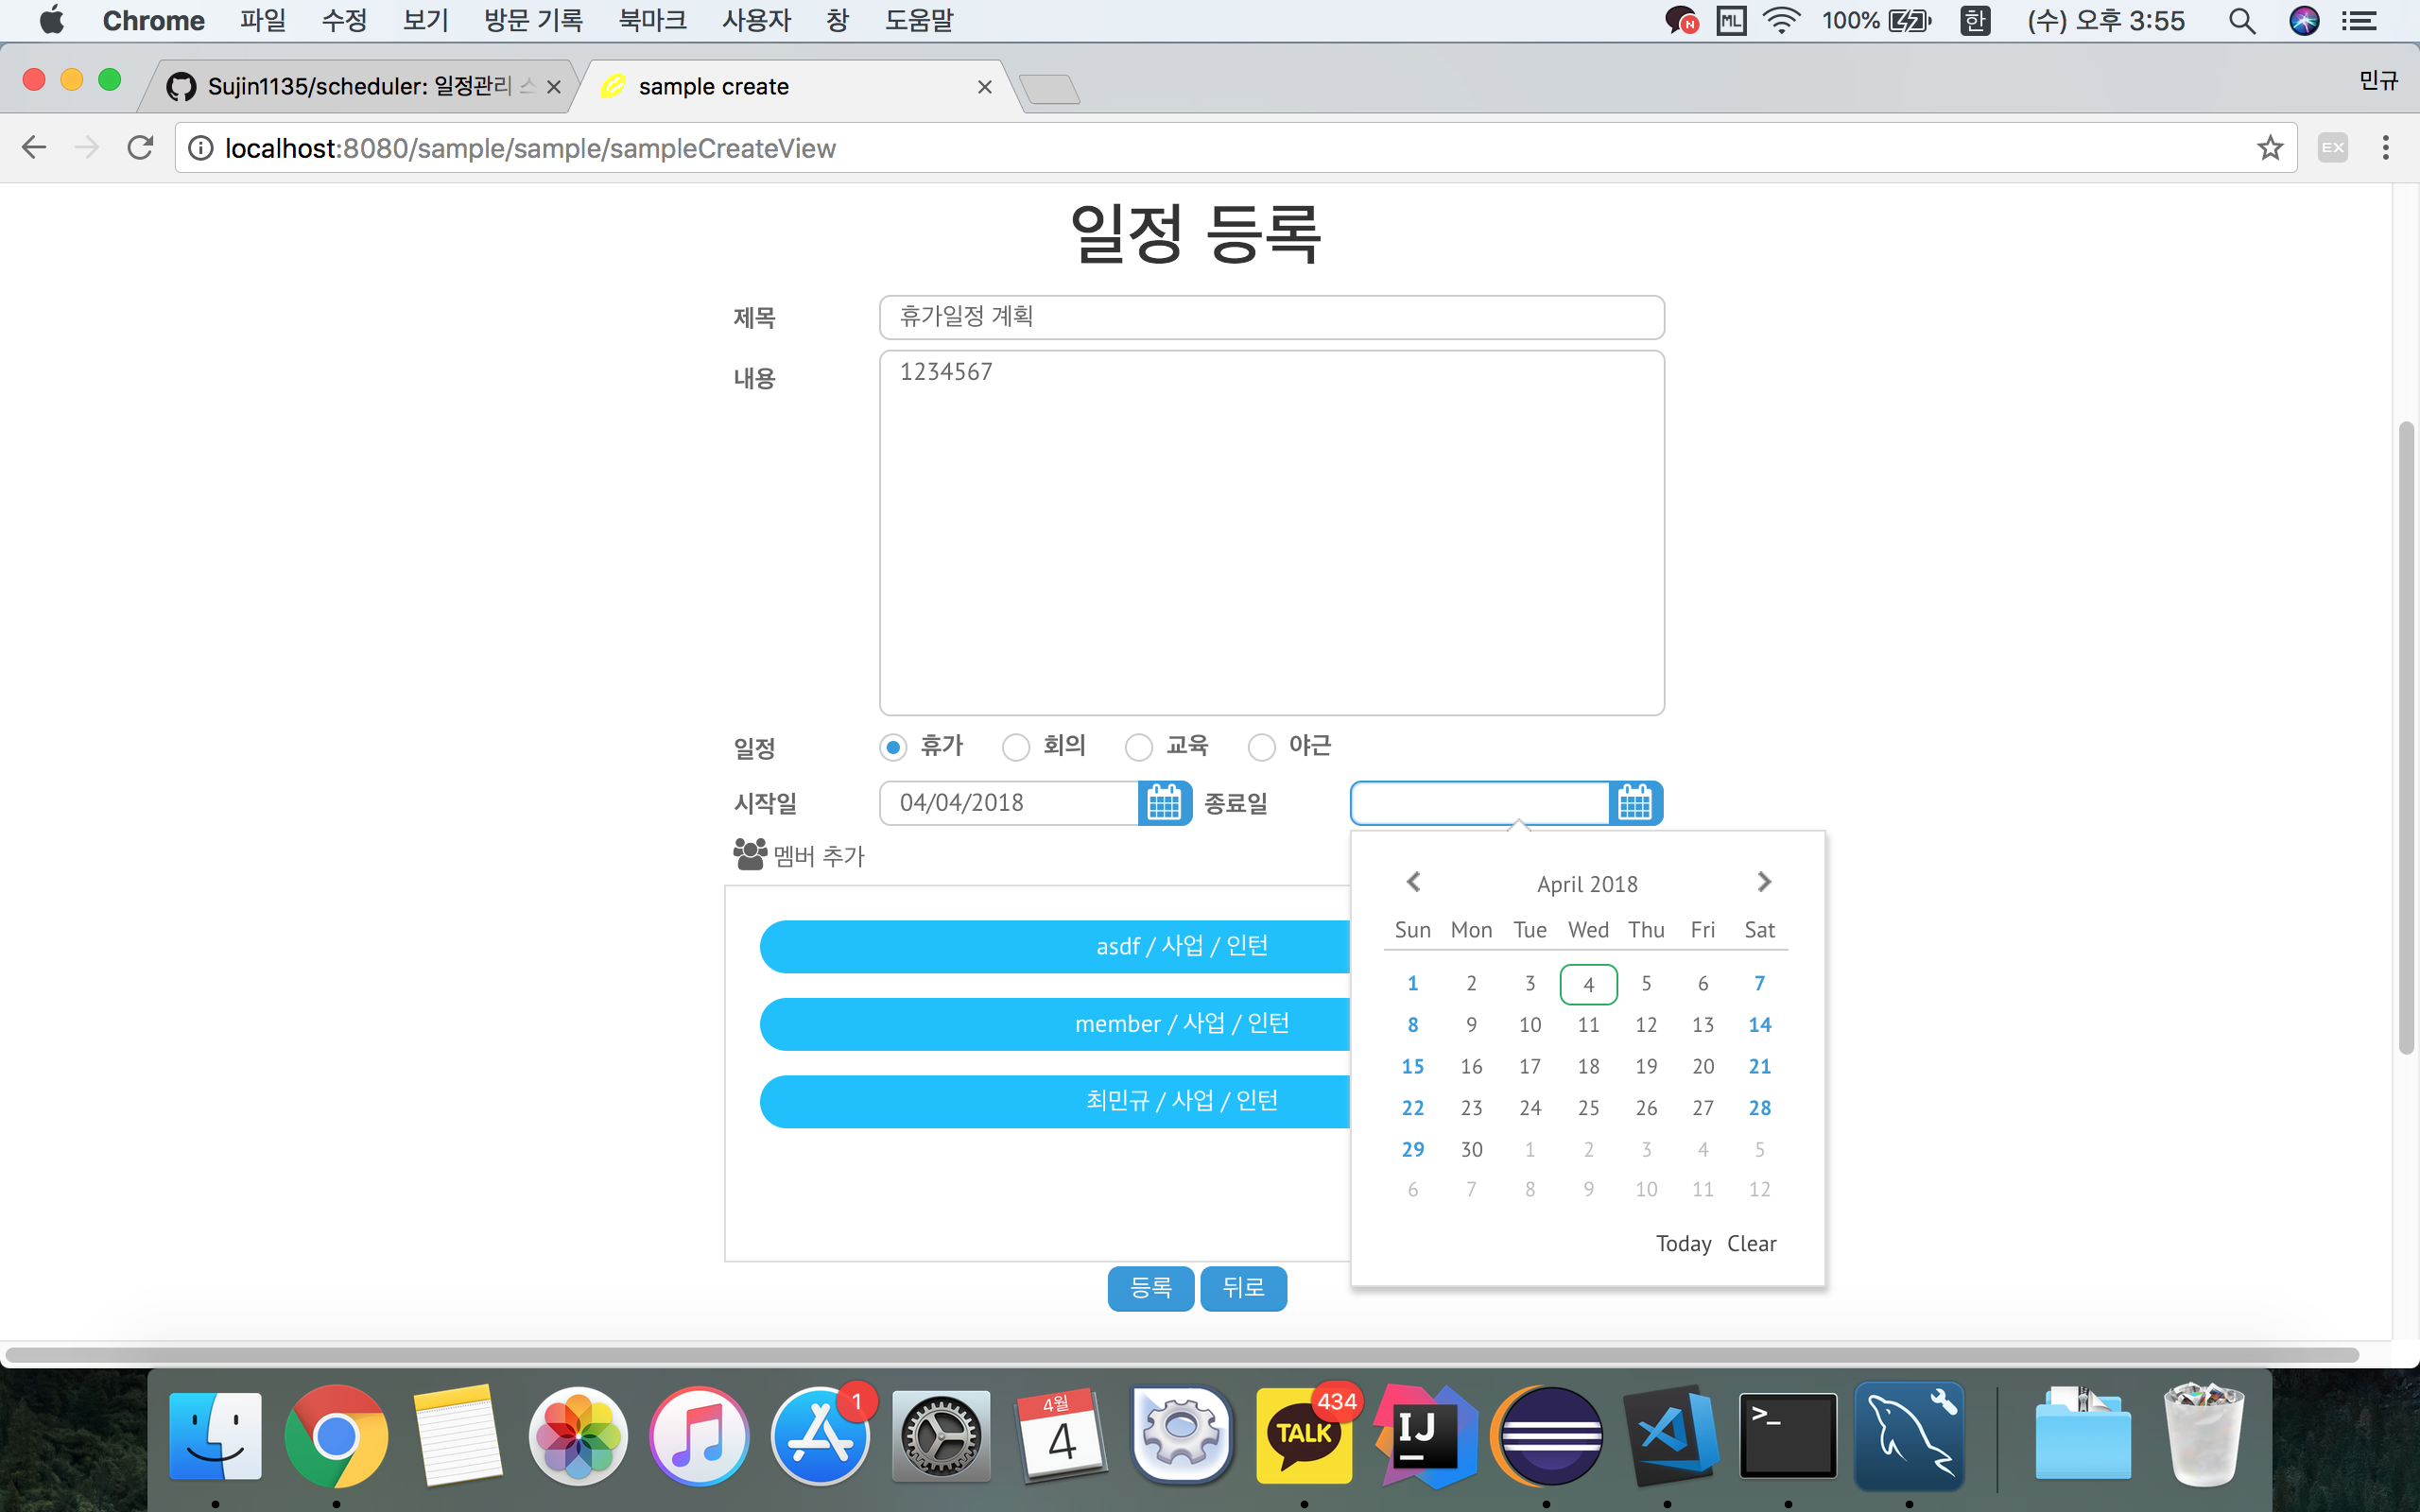 Chrome 파일 수정 보기 방문 기록 북마크 사용자 창 도움말 N ML 100% 한 (수) 오후 3:55
Sujin1135/scheduler: 일정관리 sample create 민규
localhost:8080/sample/sample/sampleCreateView EX
일정 등록
제목 휴가일정 계획
내용 1234567
일정 휴가 회의 교육 야근
시작일 04/04/2018 종료일
멤버 추가
asdf / 사업 / 인턴
member / 사업 / 인턴
최민규 / 사업 / 인턴
April 2018
Sun Mon Tue Wed Thu Fri Sat
1 2 3 4 5 6 7
8 9 10 11 12 13 14
15 16 17 18 19 20 21
22 23 24 25 26 27 28
29 30 1 2 3 4 5
6 7 8 9 10 11 12
Today Clear
등록 뒤로
1 4월 4 TALK 434 IJ >_